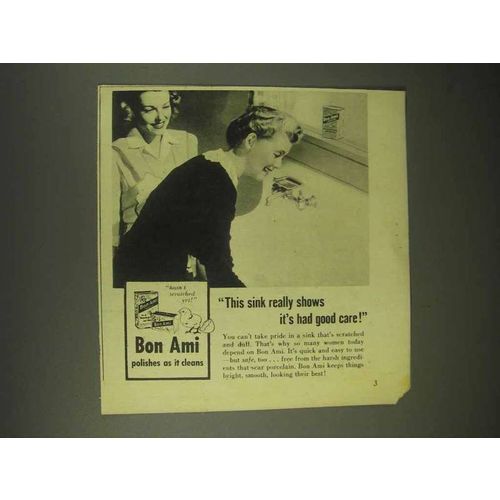 "This sink really shows
it's had good care!"
You can't take pride in a sink that's scratched
and dull. That's why so many women today
depend on Bon Ami. It's quick and easy to use
—but safe, too . . . free from the harsh ingredi-
ents that scar porcelain. Bon Ami keeps things
bright, smooth, looking their best!
"hasn't
scratched
yet!"
Bon Ami
polishes as it cleans
3